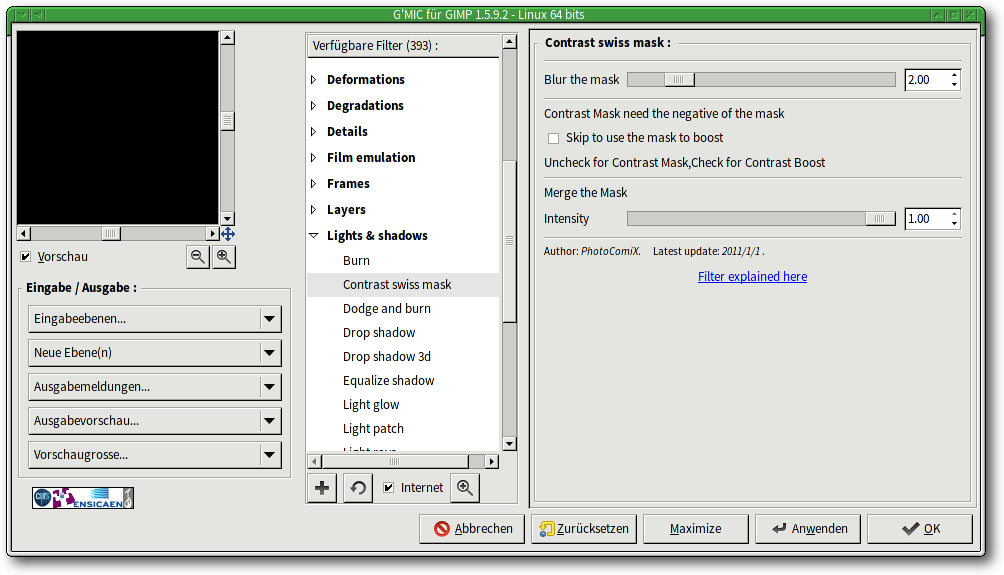 G'MIC für GIMP 1.5.9.2 - Linux 64 bits
Vorschau
Eingabe / Ausgabe :
Eingabeebenen...
Neue Ebene(n)
Ausgabemeldungen...
Ausgabevorschau...
Vorschaugrosse...
ENSICAEN
Verfügbare Filter (393) :
Deformations
Degradations
Details
Film emulation
Frames
Layers
Lights & shadows
Burn
Contrast swiss mask
Dodge and burn
Drop shadow
Drop shadow 3d
Equalize shadow
Light glow
Light patch
Internet
Contrast swiss mask :
Blur the mask 2.00
Contrast Mask need the negative of the mask
Skip to use the mask to boost
Uncheck for Contrast Mask,Check for Contrast Boost
Merge the Mask
Intensity 1.00
Author: PhotoComiX. Latest update: 2011/1/1 .
Filter explained here
Abbrechen Zurücksetzen Maximize Anwenden OK